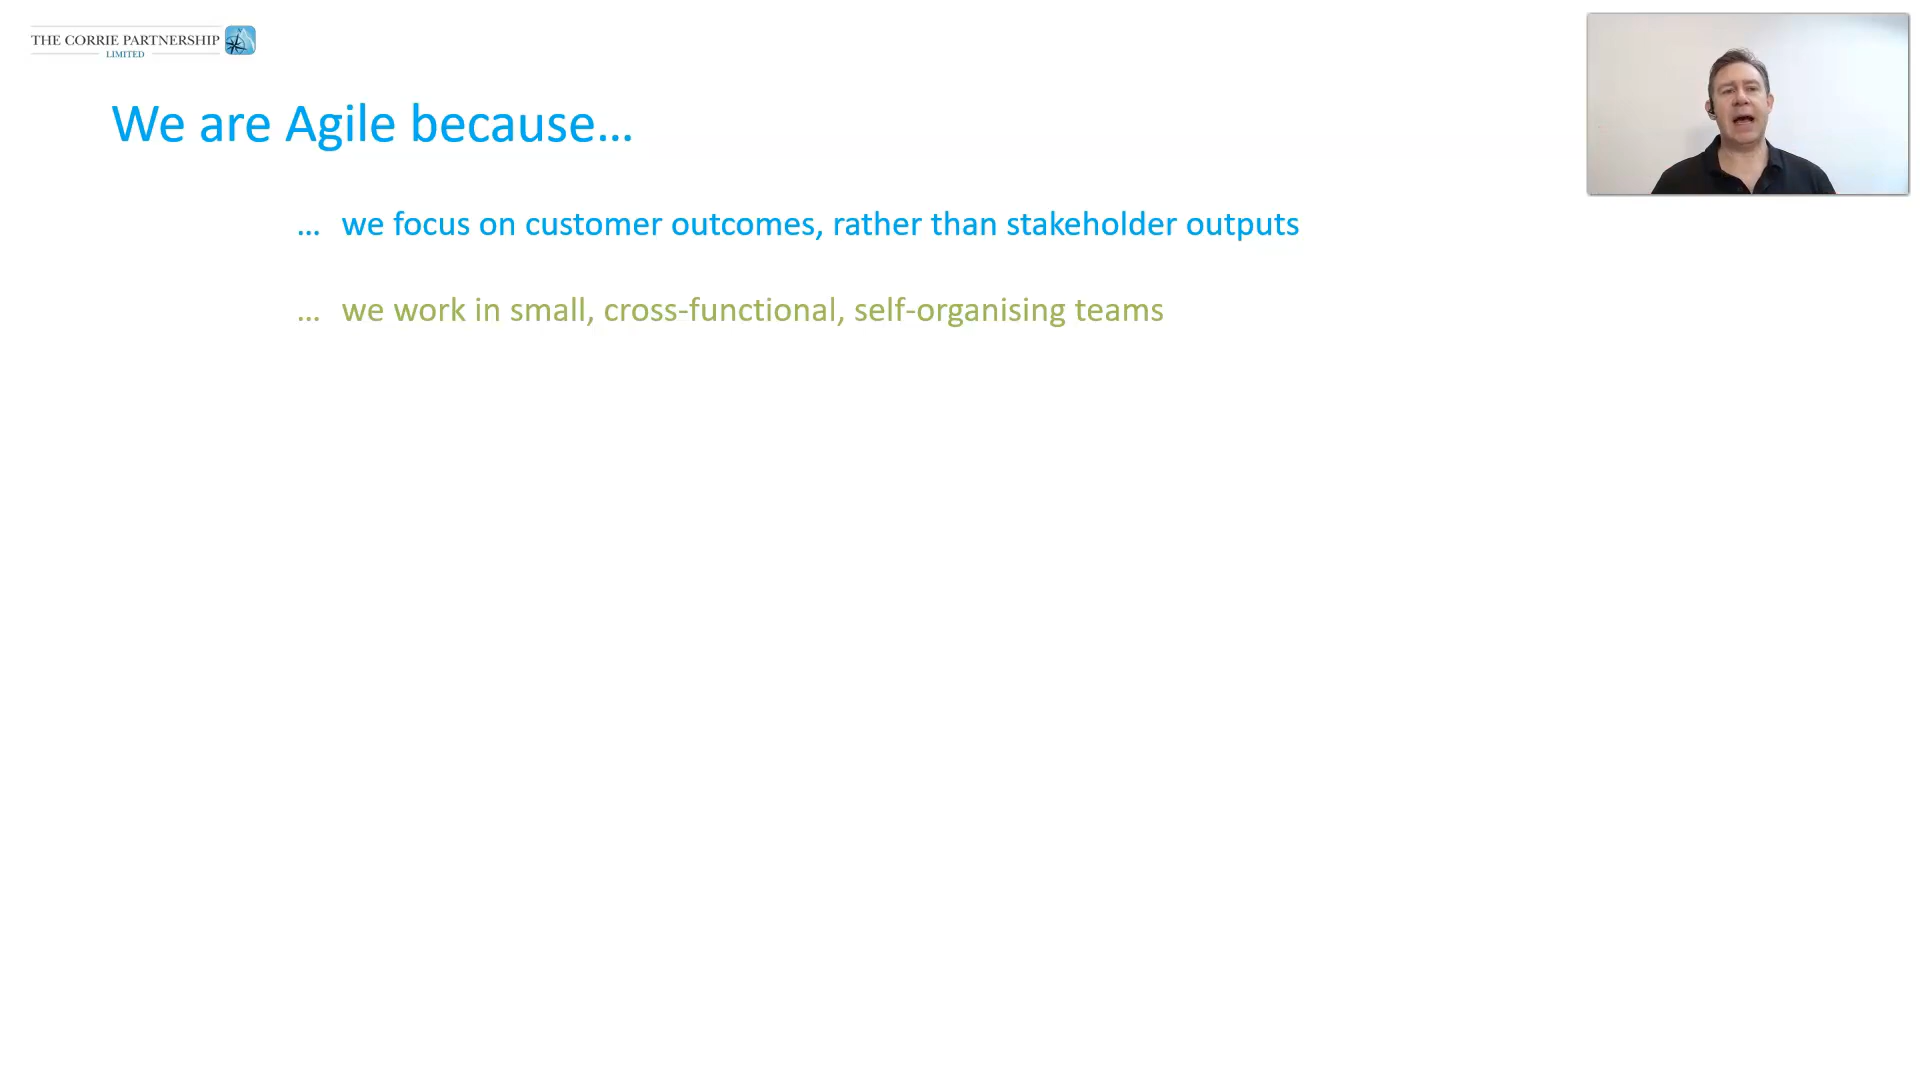 THE CORRIE PARTNERSHIP
LIMITED
We are Agile because…
… we focus on customer outcomes, rather than stakeholder outputs
… we work in small, cross-functional, self-organising teams